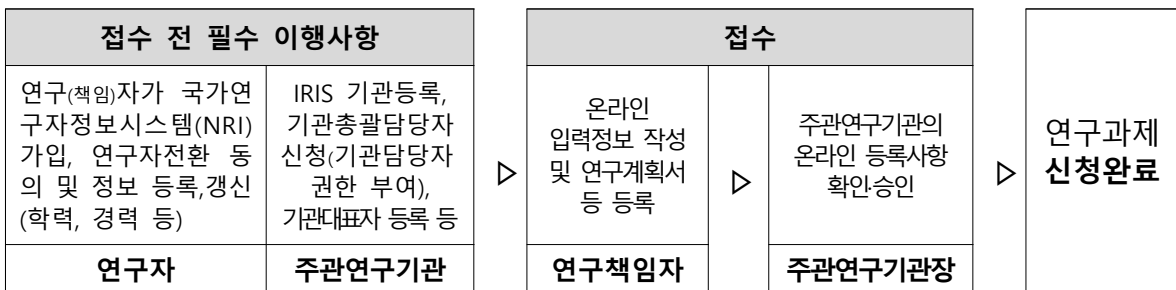 접수 전 필수 이행사항
연구(책임)자가 국가연
구자정보시스템(NRI)
가입, 연구자전환 동
의 및 정보 등록,갱신
(학력, 경력 등)
연구자
IRIS 기관등록,
기관총괄담당자
신청(기관담당자
권한 부여),
기관대표자 등록 등
주관연구기관
▷
접수
온라인
입력정보 작성
및 연구계획서
등 등록
연구책임자
▷
주관연구기관의
온라인 등록사항
확인·승인
주관연구기관장
▷
연구과제
신청완료